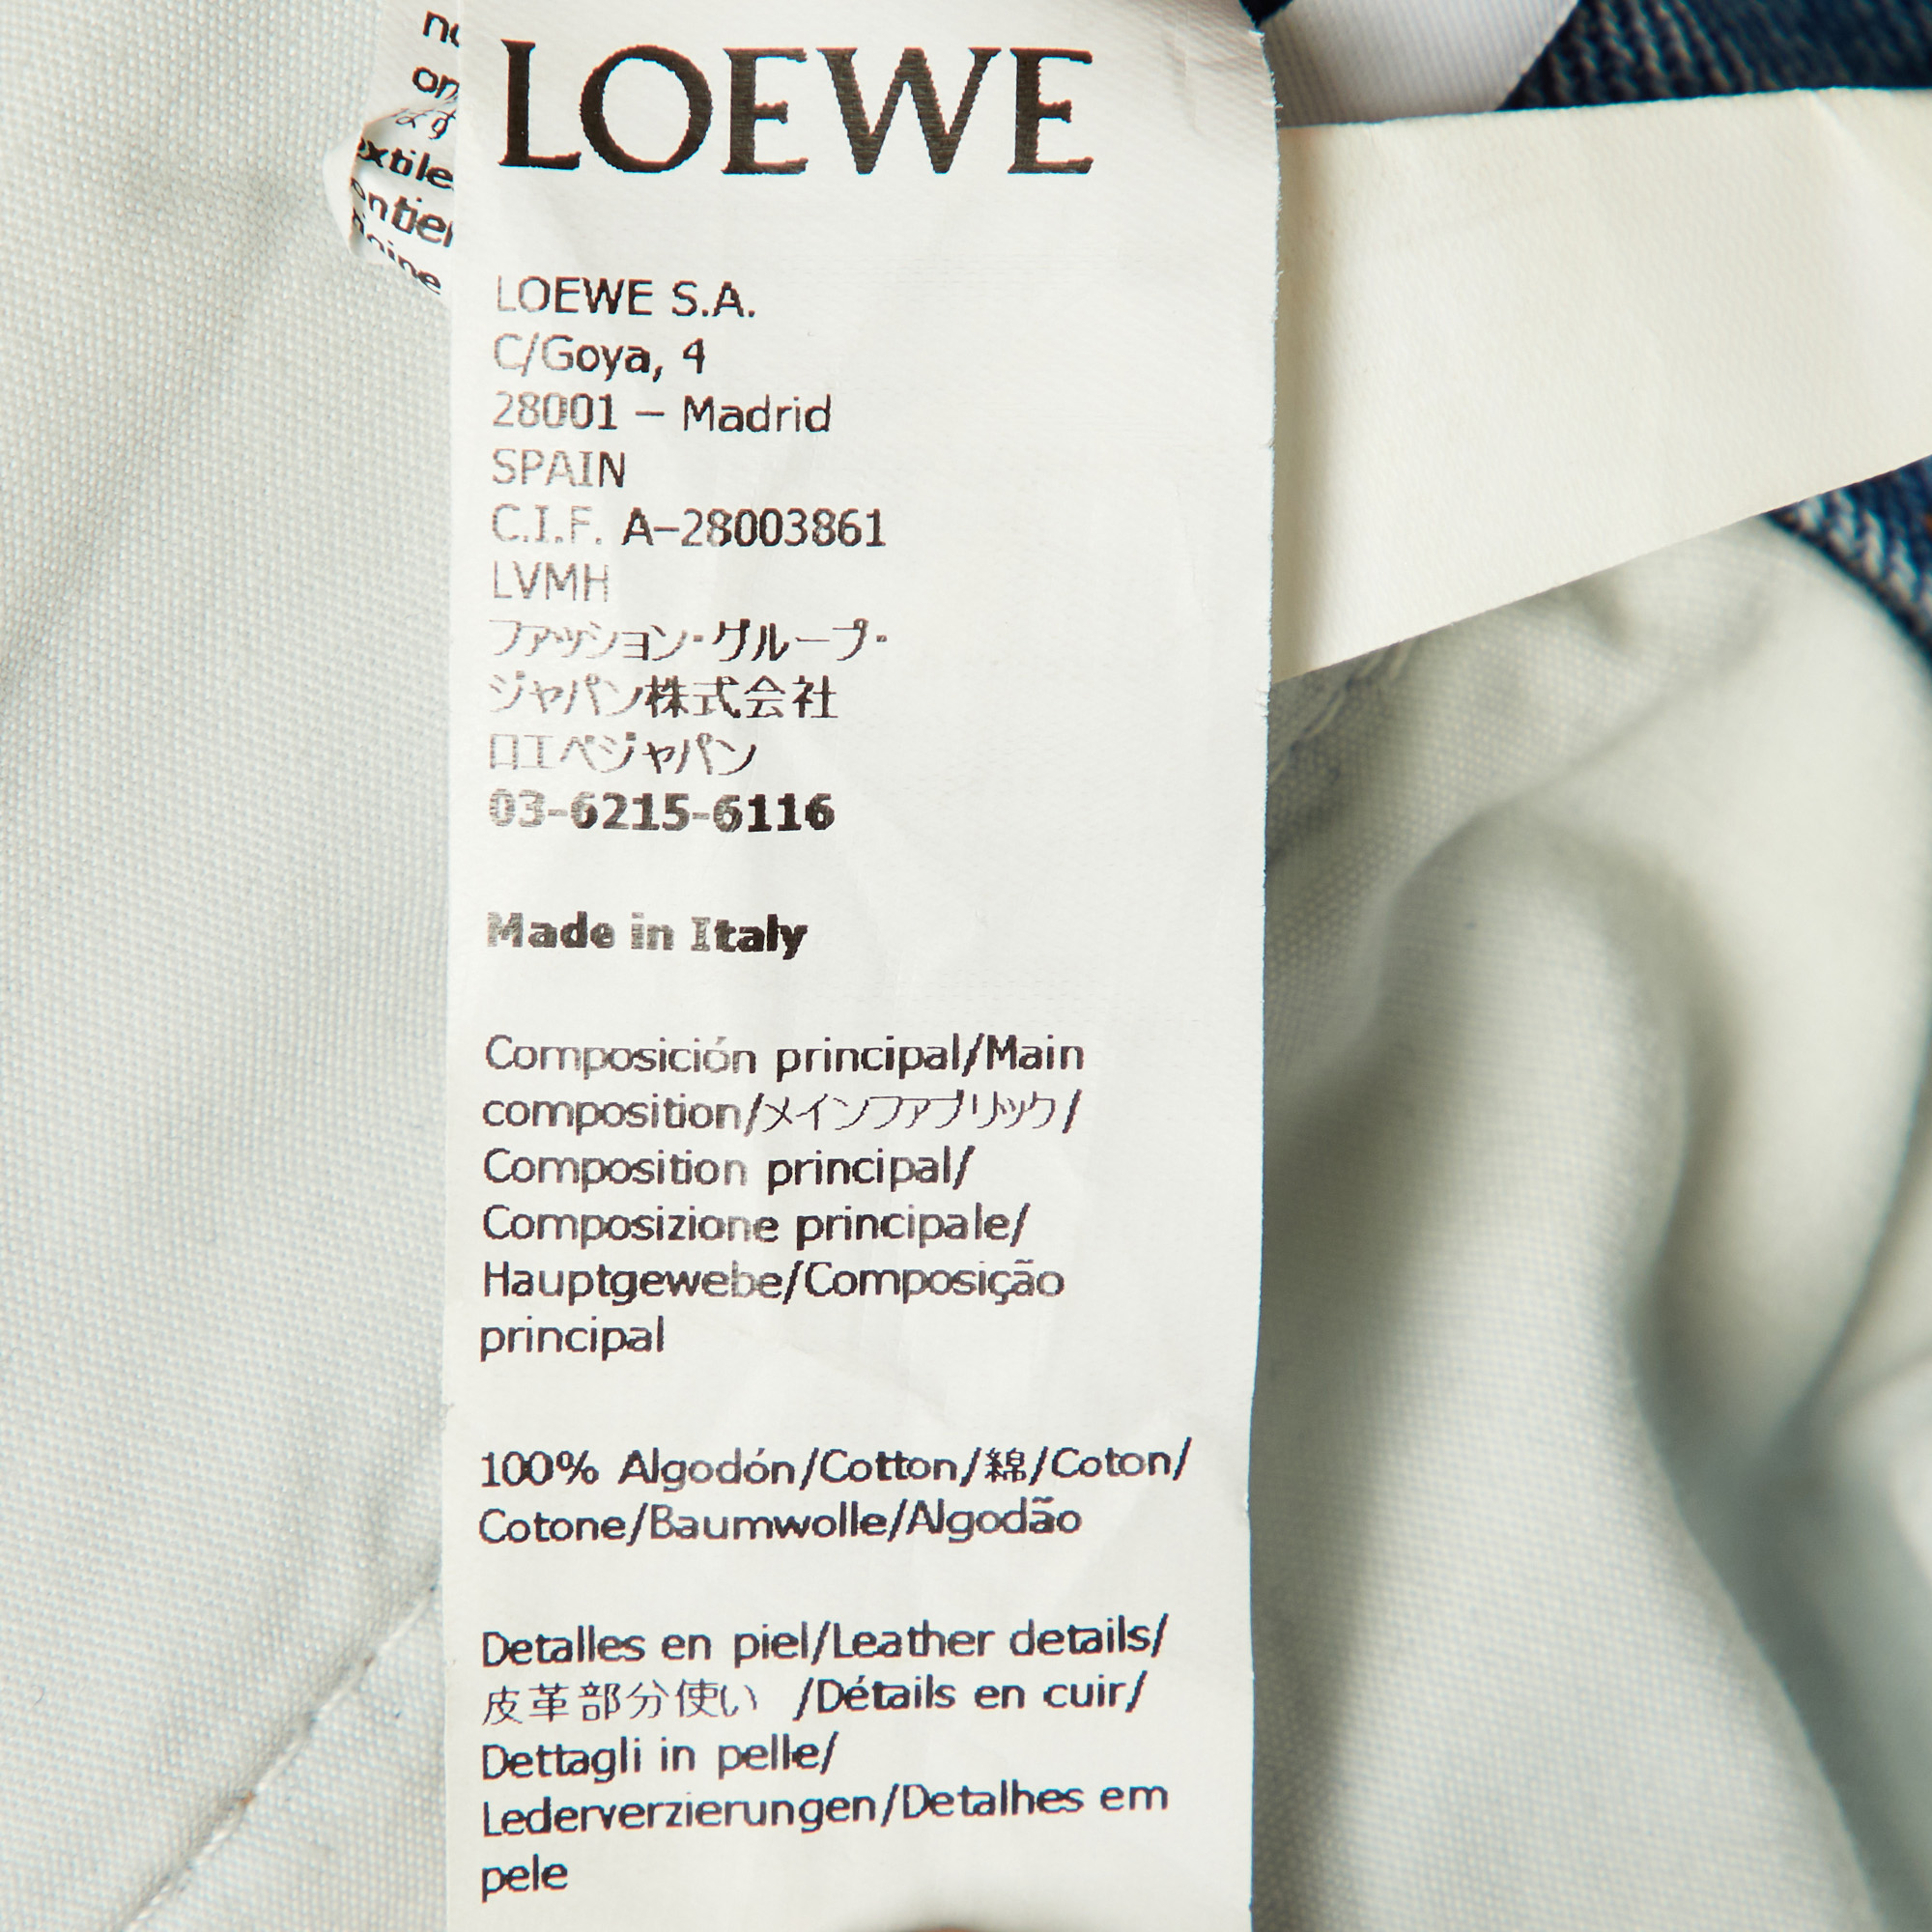 LOEWE
LOEWE S.A.
C/Goya, 4
28001 – Madrid
SPAIN
C.I.F. A–28003861
LVMH
ファッション・グループ・
ジャパン株式会社
ロエベジャパン
03-6215-6116
Made in Italy
Composición principal/Main
composition/メインファブリック/
Composition principal/
Composizione principale/
Hauptgewebe/Composição
principal
100% Algodón/Cotton/綿/Coton/
Cotone/Baumwolle/Algodão
Detalles en piel/Leather details/
皮革部分使い /Détails en cuir/
Dettagli in pelle/
Lederverzierungen/Detalhes em
pele